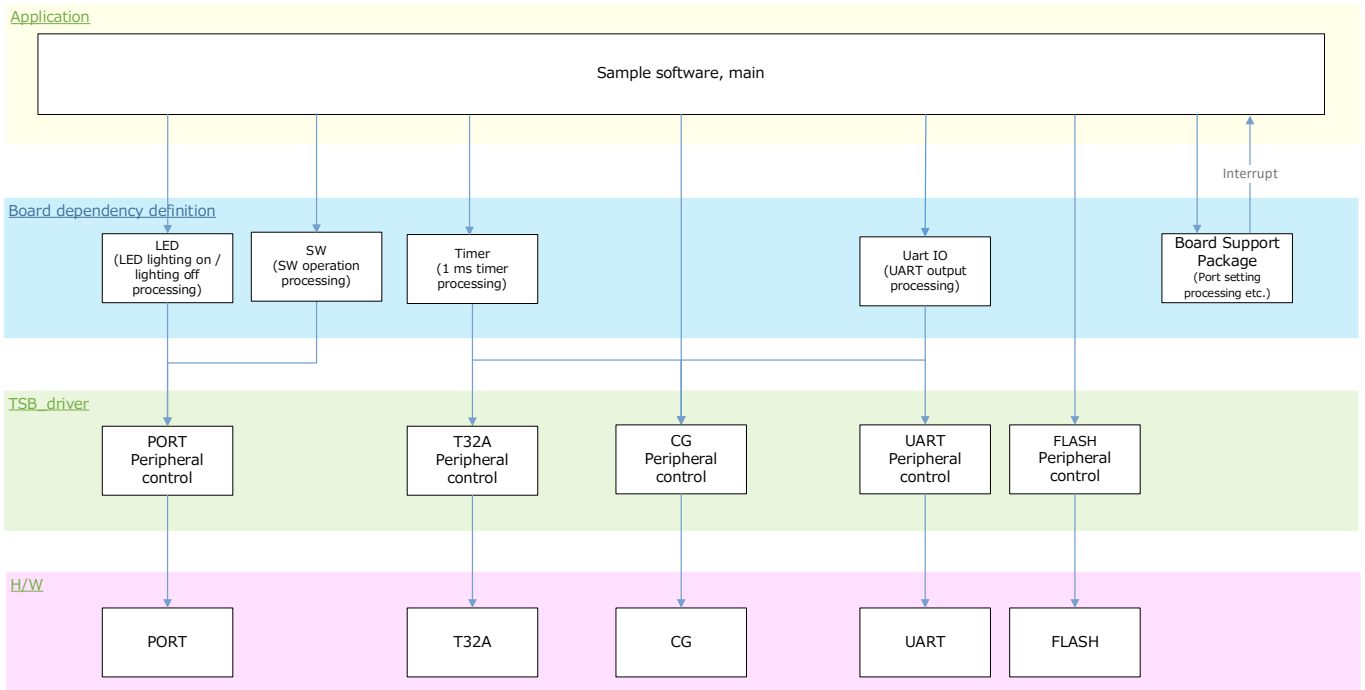 Application
Sample software, main
Interrupt
Board dependency definition
LED
(LED lighting on /
lighting off
processing)
SW
(SW operation
processing)
Timer
(1 ms timer
processing)
Uart IO
(UART output
processing)
Board Support
Package
(Port setting
processing etc.)
TSB_driver
PORT
Peripheral
control
T32A
Peripheral
control
CG
Peripheral
control
UART
Peripheral
control
FLASH
Peripheral
control
H/W
PORT
T32A
CG
UART
FLASH